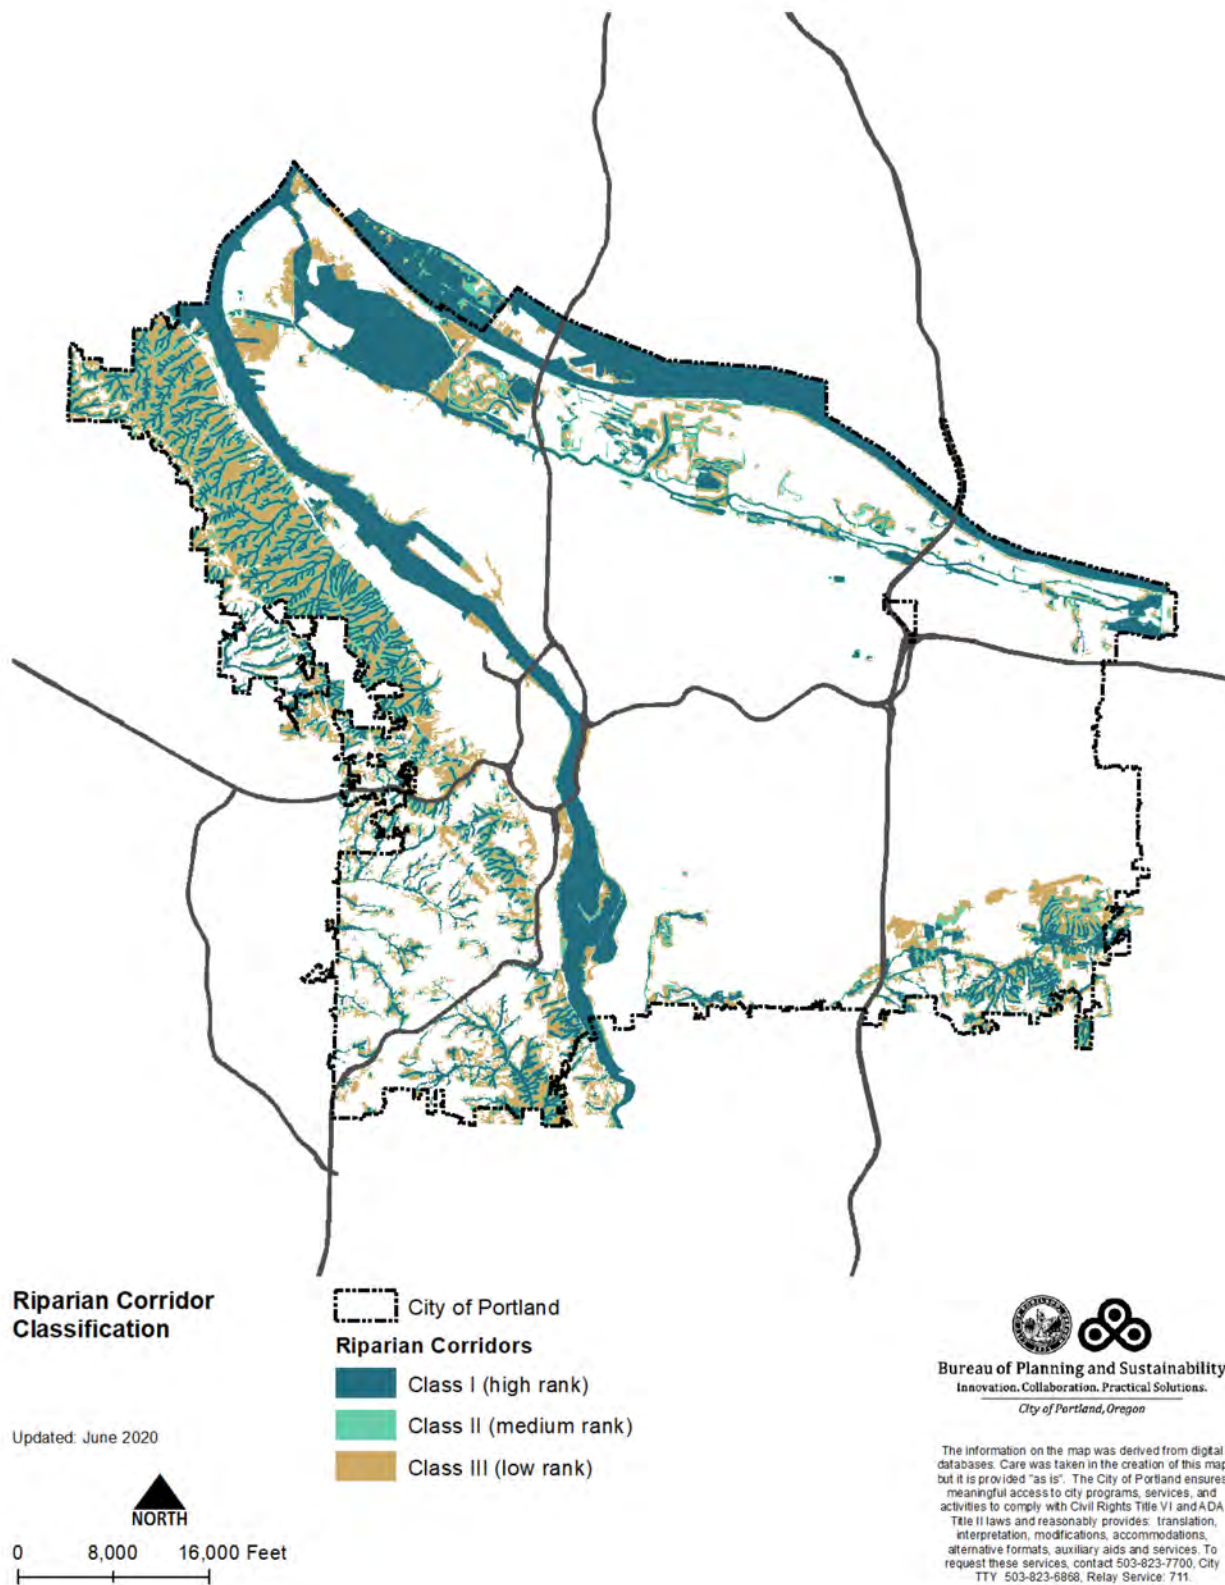 Riparian Corridor
Classification
Updated: June 2020
NORTH
0 8,000 16,000 Feet
City of Portland
Riparian Corridors
Class I (high rank)
Class II (medium rank)
Class III (low rank)
Bureau of Planning and Sustainability
Innovation. Collaboration. Practical Solutions.
City of Portland, Oregon
The information on the map was derived from digital
databases. Care was taken in the creation of this map
but it is provided "as is". The City of Portland ensures
meaningful access to city programs, services, and
activities to comply with Civil Rights Title VI and ADA
Title II laws and reasonably provides: translation,
interpretation, modifications, accommodations,
alternative formats, auxiliary aids and services. To
request these services, contact 503-823-7700, City
TTY 503-823-6868, Relay Service: 711.